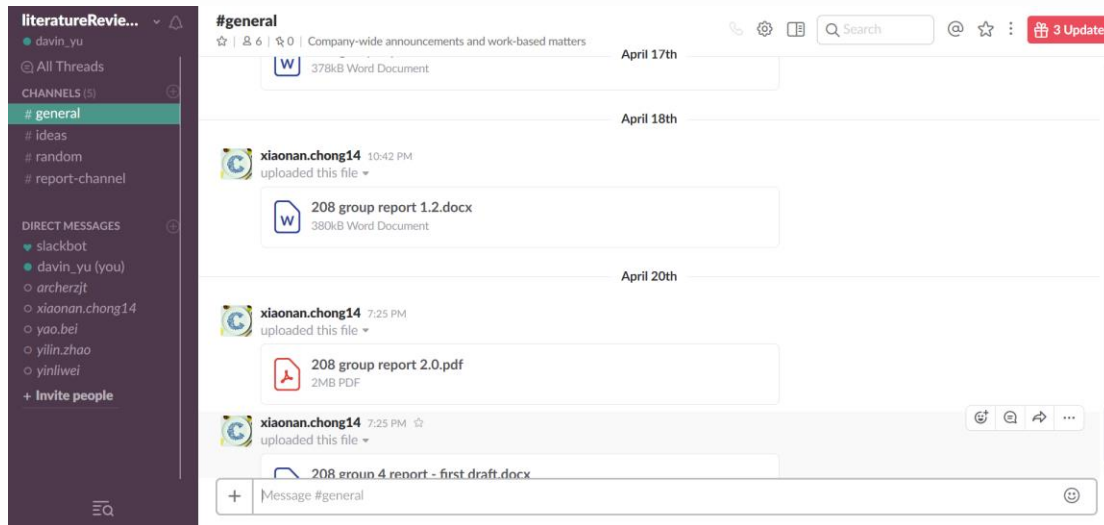 literatureRevie...
davin_yu
All Threads
CHANNELS (5)
# general
# ideas
# random
# report-channel
DIRECT MESSAGES
slackbot
davin_yu (you)
archerzjt
xiaonan.chong14
yao.bei
yilin.zhao
yinliwei
+ Invite people
#general
6 | 0 | Company-wide announcements and work-based matters
Search
3 Update
April 17th
W 378kB Word Document
April 18th
xiaonan.chong14 10:42 PM
uploaded this file
208 group report 1.2.docx
W 380kB Word Document
April 20th
xiaonan.chong14 7:25 PM
uploaded this file
208 group report 2.0.pdf
2MB PDF
xiaonan.chong14 7:25 PM
uploaded this file
208 group 4 report - first draft.docx
Message #general